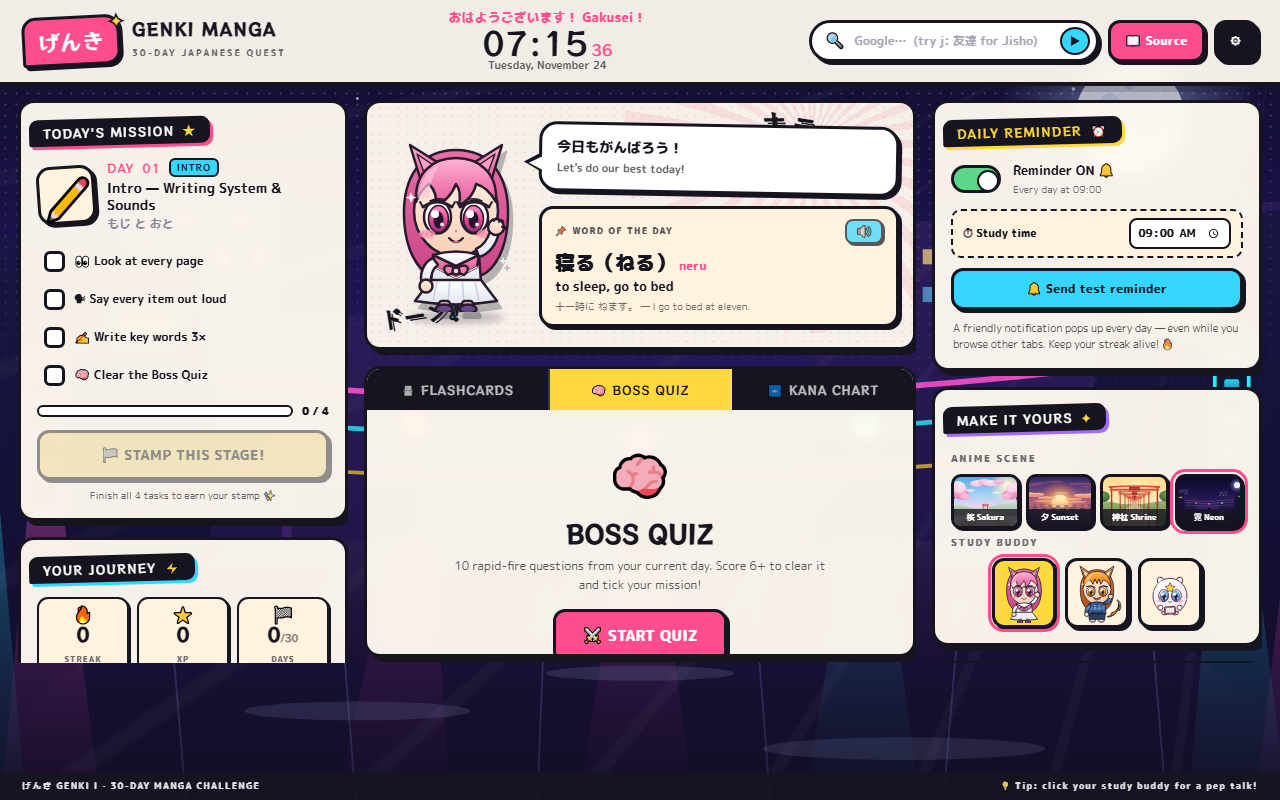 げんき
GENKI MANGA
30-DAY JAPANESE QUEST
おはようございます！ Gakusei！
07:15 36
Tuesday, November 24
Google… (try j: 友達 for Jisho)
Source
TODAY'S MISSION
DAY 01 INTRO
Intro — Writing System & Sounds
もじ と おと
Look at every page
Say every item out loud
Write key words 3×
Clear the Boss Quiz
0 / 4
STAMP THIS STAGE!
Finish all 4 tasks to earn your stamp
YOUR JOURNEY
0
STREAK
0
XP
0/30
DAYS
今日もがんばろう！
Let's do our best today!
WORD OF THE DAY
寝る（ねる） neru
to sleep, go to bed
十一時に ねます。 — I go to bed at eleven.
FLASHCARDS
BOSS QUIZ
KANA CHART
BOSS QUIZ
10 rapid-fire questions from your current day. Score 6+ to clear it
and tick your mission!
START QUIZ
DAILY REMINDER
Reminder ON
Every day at 09:00
Study time
09:00 AM
Send test reminder
A friendly notification pops up every day — even while you
browse other tabs. Keep your streak alive!
MAKE IT YOURS
ANIME SCENE
桜 Sakura
夕 Sunset
神社 Shrine
霓 Neon
STUDY BUDDY
げんき GENKI I · 30-DAY MANGA CHALLENGE
Tip: click your study buddy for a pep talk!